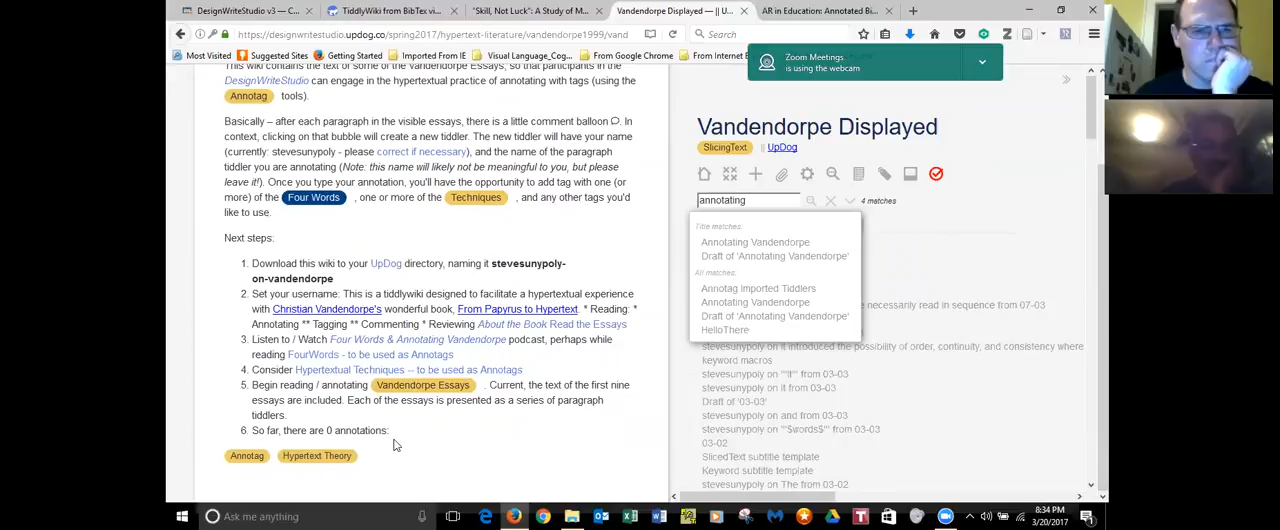 DesignWriteStudio v3 — C...
TiddlyWiki from BibTex vi...
"Skill, Not Luck": A Study of M...
Vandendorpe Displayed — || U...
AR in Education: Annotated Bi...
https://designwritestudio.updog.co/spring2017/hypertext-literature/vandendorpe1999/vand
Search
Most Visited
Suggested Sites
Getting Started
Imported From IE
Visual Language_Cog...
From Internet E
Zoom Meetings
is using the webcam
This wiki contains the text of some of the Vandendorpe Essays, so that participants in the
DesignWriteStudio can engage in the hypertextual practice of annotating with tags (using the
Annotag tools).
Basically – after each paragraph in the visible essays, there is a little comment balloon. In
context, clicking on that bubble will create a new tiddler. The new tiddler will have your name
(currently: stevesunypoly - please correct if necessary), and the name of the paragraph
tiddler you are annotating (Note: this name will likely not be meaningful to you, but please
leave it!). Once you type your annotation, you'll have the opportunity to add tag with one (or
more) of the Four Words , one or more of the Techniques , and any other tags you'd
like to use.
Next steps:
1. Download this wiki to your UpDog directory, naming it stevesunypoly-
on-vandendorpe
2. Set your username: This is a tiddlywiki designed to facilitate a hypertextual experience
with Christian Vandendorpe's wonderful book, From Papyrus to Hypertext. * Reading: *
Annotating ** Tagging ** Commenting * Reviewing About the Book Read the Essays
3. Listen to / Watch Four Words & Annotating Vandendorpe podcast, perhaps while
reading FourWords - to be used as Annotags
4. Consider Hypertextual Techniques -- to be used as Annotags
5. Begin reading / annotating Vandendorpe Essays . Current, the text of the first nine
essays are included. Each of the essays is presented as a series of paragraph
tiddlers.
6. So far, there are 0 annotations:
Annotag
Hypertext Theory
Vandendorpe Displayed
SlicingText || UpDog
annotating
4 matches
Title matches:
Annotating Vandendorpe
Draft of 'Annotating Vandendorpe'
All matches:
Annotag Imported Tiddlers
Annotating Vandendorpe
Draft of 'Annotating Vandendorpe'
HelloThere
necessarily read in sequence from 07-03
stevesunypoly on it introduced the possibility of order, continuity, and consistency where
keyword macros
stevesunypoly on '"it"' from 03-03
stevesunypoly on it from 03-03
Draft of '03-03'
stevesunypoly on and from 03-03
stevesunypoly on '"$words$"' from 03-03
03-02
SlicedText subtitle template
Keyword subtitle template
stevesunypoly on The from 03-02
Ask me anything
8:34 PM
3/20/2017